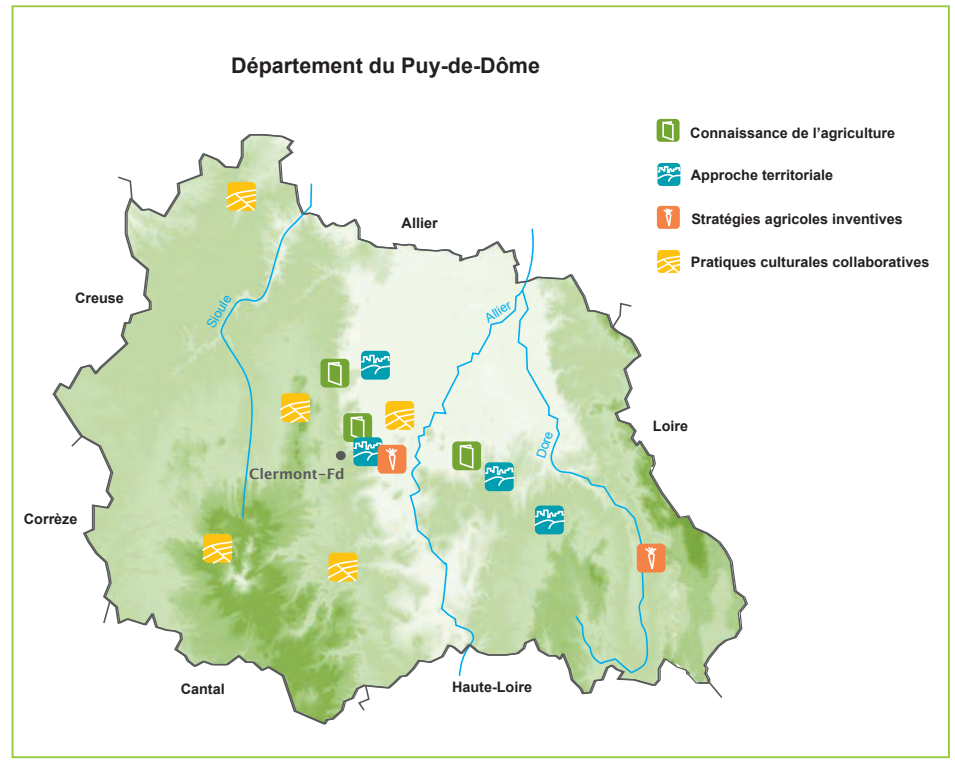 Département du Puy-de-Dôme
Connaissance de l'agriculture
Approche territoriale
Stratégies agricoles inventives
Pratiques culturales collaboratives
Allier
Creuse
Sioule
Allier
Loire
Dore
Clermont-Fd
Corrèze
Cantal
Haute-Loire